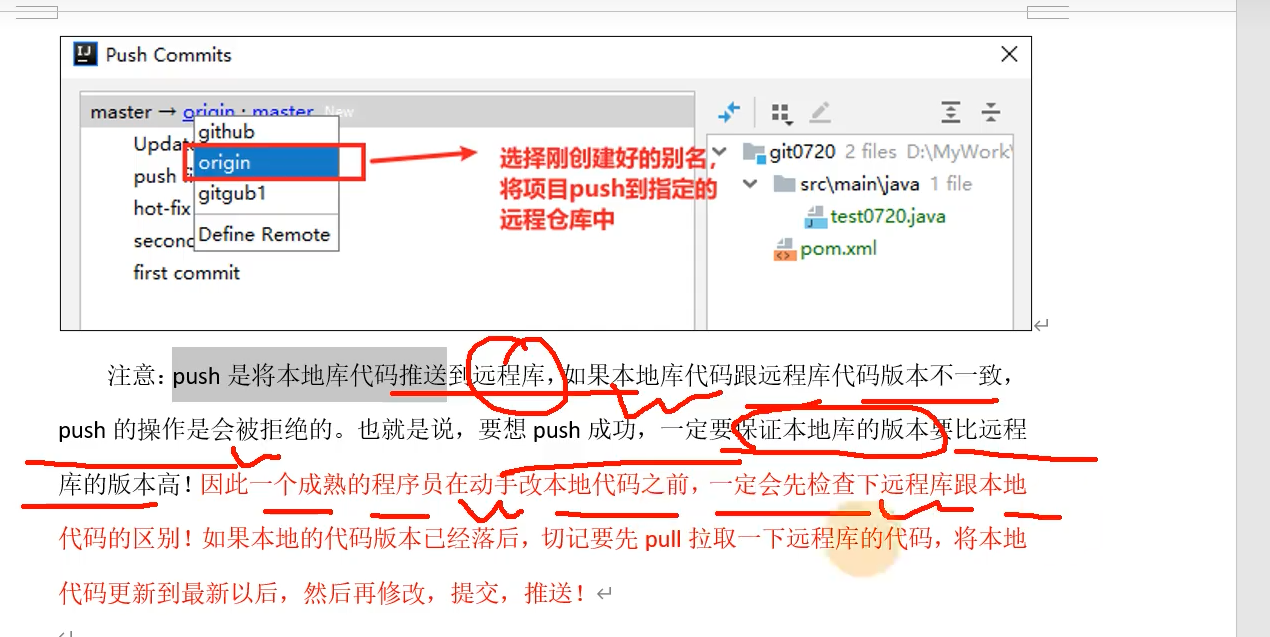 Push Commits
master → origin : master New
github
Update
origin
push fi
gitgub1
hot-fix
second
Define Remote
first commit
选择刚创建好的别名，
将项目push到指定的
远程仓库中
git0720 2 files D:\MyWork\
src\main\java 1 file
test0720.java
pom.xml
注意：push 是将本地库代码推送到远程库，如果本地库代码跟远程库代码版本不一致，
push 的操作是会被拒绝的。也就是说，要想 push 成功，一定要保证本地库的版本要比远程
库的版本高！因此一个成熟的程序员在动手改本地代码之前，一定会先检查下远程库跟本地
代码的区别！如果本地的代码版本已经落后，切记要先 pull 拉取一下远程库的代码，将本地
代码更新到最新以后，然后再修改，提交，推送！